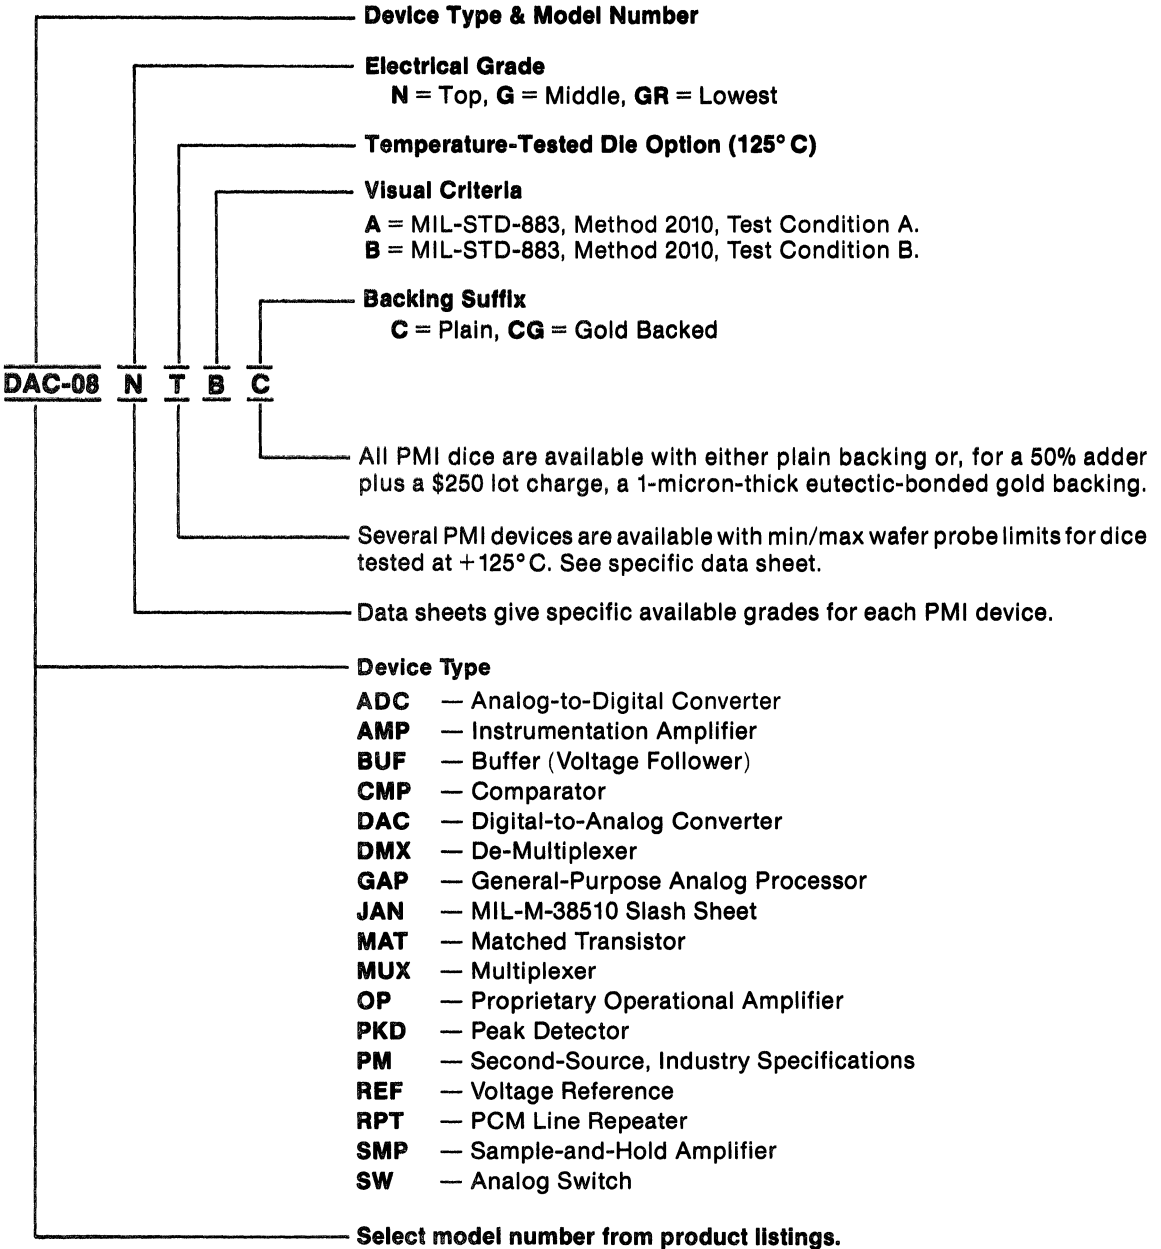 Device Type & Model Number
Electrical Grade
N = Top, G = Middle, GR = Lowest
Temperature-Tested Die Option (125° C)
Visual Criteria
A = MIL-STD-883, Method 2010, Test Condition A.
B = MIL-STD-883, Method 2010, Test Condition B.
Backing Suffix
C = Plain, CG = Gold Backed
DAC-08 N T B C
All PMI dice are available with either plain backing or, for a 50% adder
plus a $250 lot charge, a 1-micron-thick eutectic-bonded gold backing.
Several PMI devices are available with min/max wafer probe limits for dice
tested at +125° C. See specific data sheet.
Data sheets give specific available grades for each PMI device.
Device Type
ADC — Analog-to-Digital Converter
AMP — Instrumentation Amplifier
BUF — Buffer (Voltage Follower)
CMP — Comparator
DAC — Digital-to-Analog Converter
DMX — De-Multiplexer
GAP — General-Purpose Analog Processor
JAN — MIL-M-38510 Slash Sheet
MAT — Matched Transistor
MUX — Multiplexer
OP — Proprietary Operational Amplifier
PKD — Peak Detector
PM — Second-Source, Industry Specifications
REF — Voltage Reference
RPT — PCM Line Repeater
SMP — Sample-and-Hold Amplifier
SW — Analog Switch
Select model number from product listings.